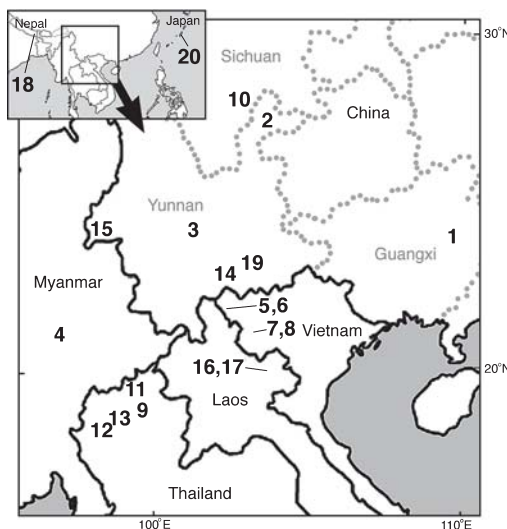 Nepal
Japan
18
20
30°N
Sichuan
10
2
China
Yunnan
3
15
1
Guangxi
14
19
Myanmar
5,6
7,8
Vietnam
4
16,17
20°N
11
Laos
9
13
12
Thailand
100°E
110°E